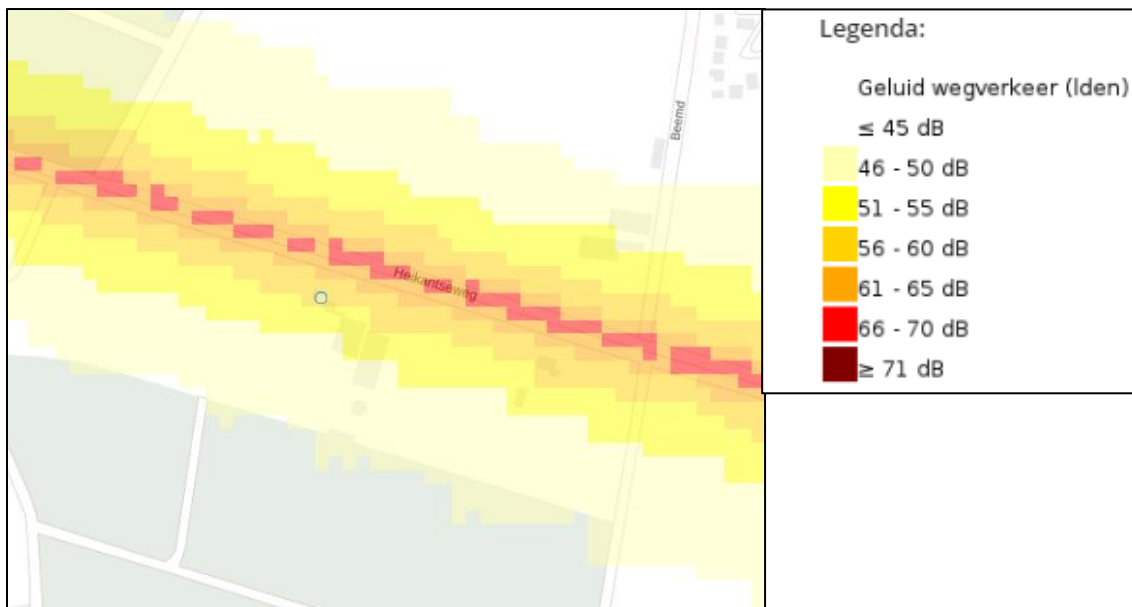 Legenda:
Geluid wegverkeer (lden)
≤ 45 dB
46 - 50 dB
51 - 55 dB
56 - 60 dB
61 - 65 dB
66 - 70 dB
≥ 71 dB
Beemd
Heikantseweg